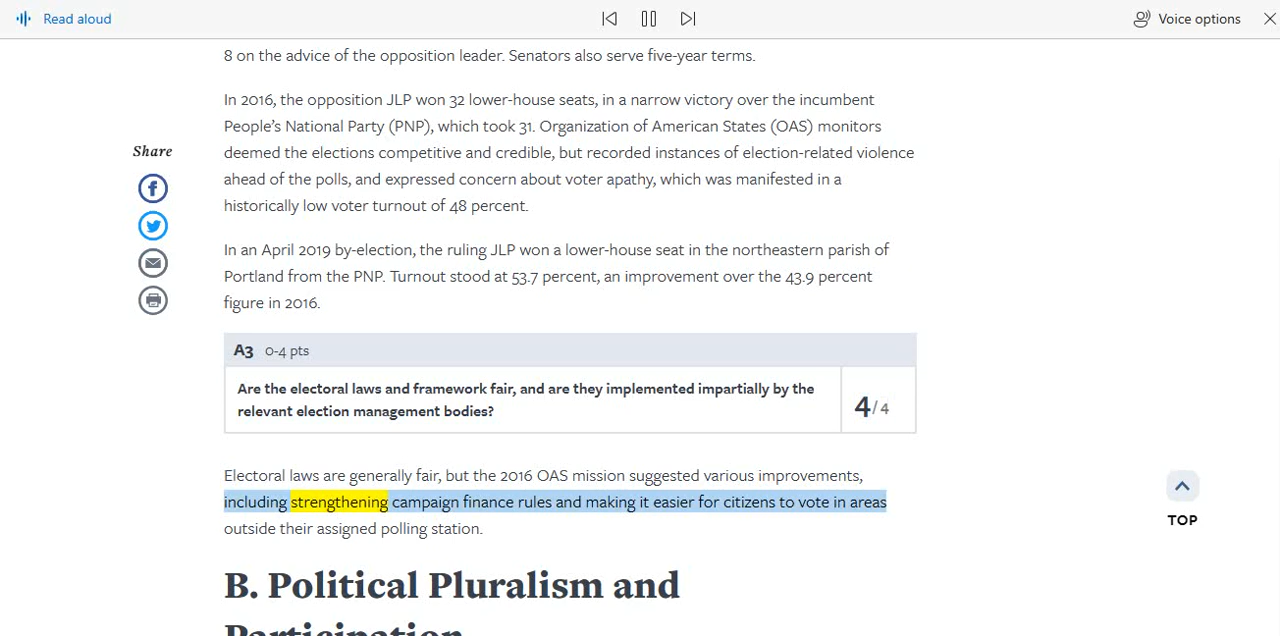 Read aloud
Voice options
8 on the advice of the opposition leader. Senators also serve five-year terms.
In 2016, the opposition JLP won 32 lower-house seats, in a narrow victory over the incumbent
People’s National Party (PNP), which took 31. Organization of American States (OAS) monitors
deemed the elections competitive and credible, but recorded instances of election-related violence
ahead of the polls, and expressed concern about voter apathy, which was manifested in a
historically low voter turnout of 48 percent.
Share
In an April 2019 by-election, the ruling JLP won a lower-house seat in the northeastern parish of
Portland from the PNP. Turnout stood at 53.7 percent, an improvement over the 43.9 percent
figure in 2016.
A3 0-4 pts
Are the electoral laws and framework fair, and are they implemented impartially by the
relevant election management bodies?
4/4
Electoral laws are generally fair, but the 2016 OAS mission suggested various improvements,
including strengthening campaign finance rules and making it easier for citizens to vote in areas
outside their assigned polling station.
TOP
B. Political Pluralism and
Participation